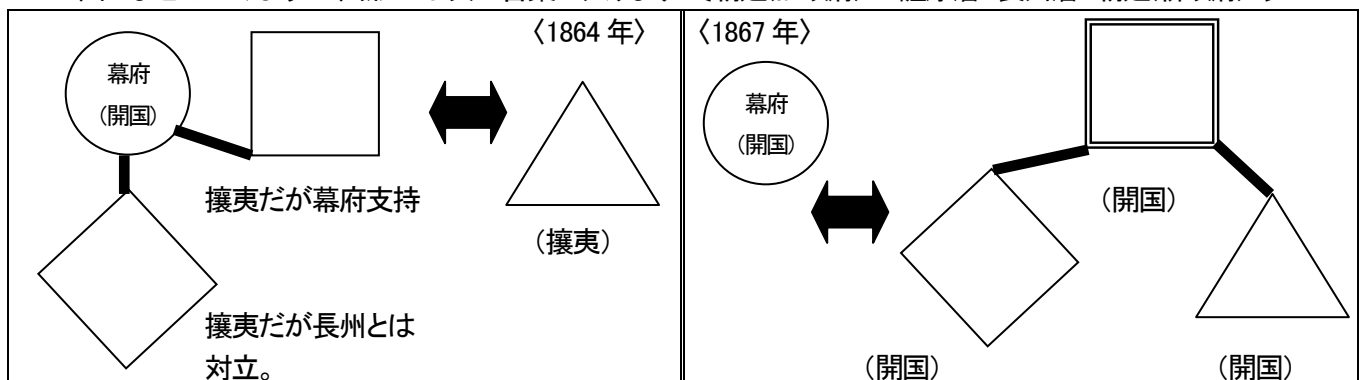 〈1864 年〉
幕府
(開国)
攘夷だが幕府支持
(攘夷)
攘夷だが長州とは
対立。
〈1867 年〉
幕府
(開国)
(開国)
(開国)
(開国)